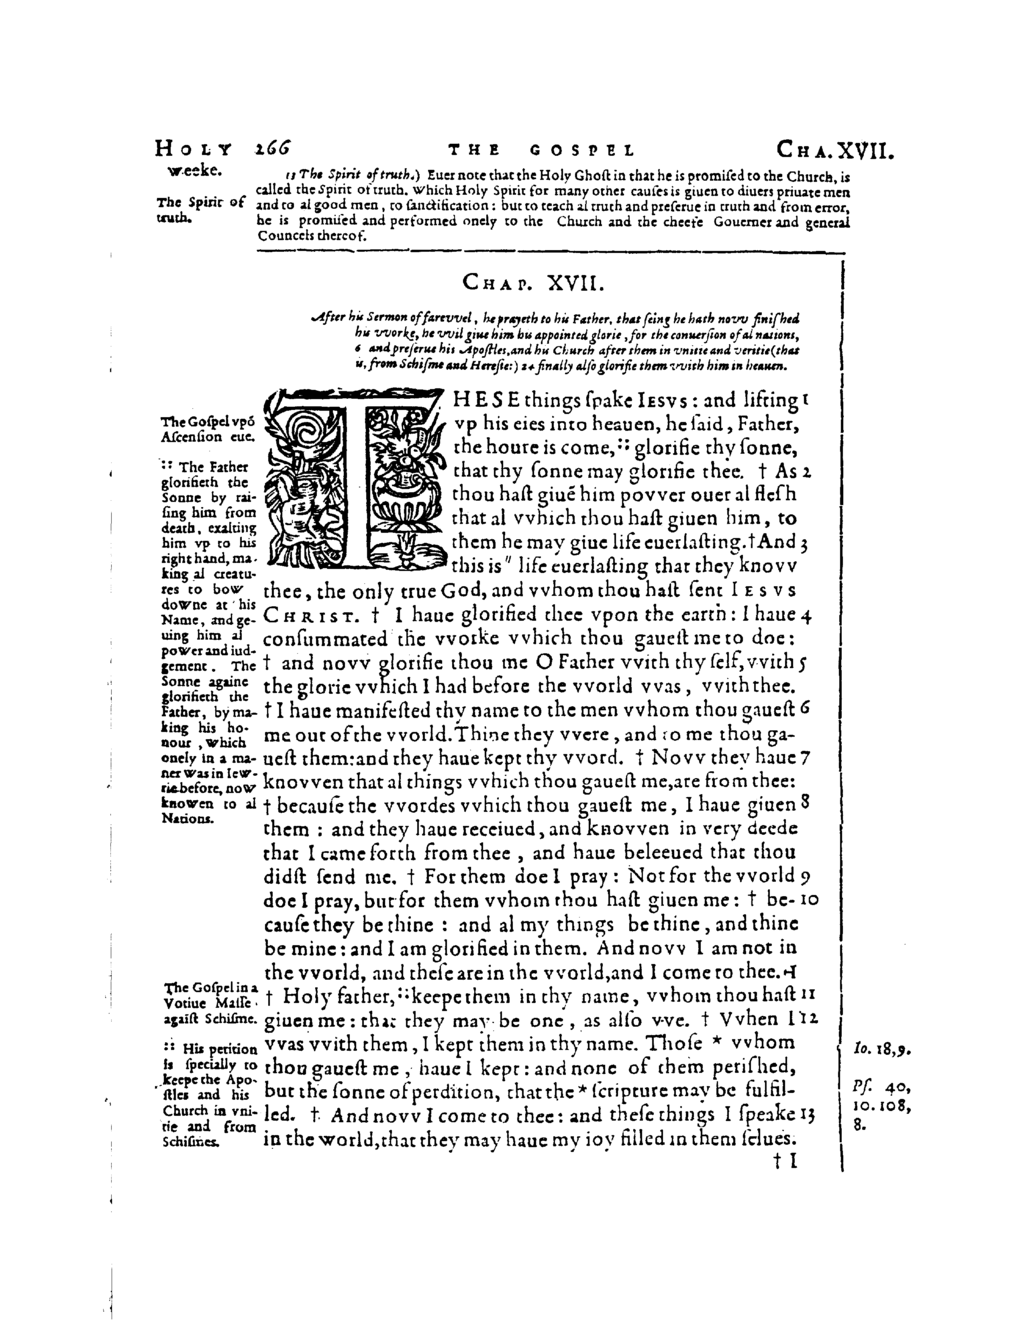 HOLY 266 THE GOSPEL CHA. XVII.
weeke.
The Spirit of
truth.
13 The Spirit of truth.) Euer note that the Holy Ghoſt in that he is promiſed to the Church, is
called the Spirit of truth. Which Holy Spirit for many other cauſes is giuen to diuers priuate men
and to al good men, to ſanctification: but to teach al truth and preſerue in truth and from error,
he is promiſed and performed onely to the Church and the cheefe Gouerner and general
Councels thereof.
CHAP. XVII.
After his Sermon of farevvel, he prayeth to his Father, that ſeing he hath novv finiſhed
his vvorke, he vvil giue him his appointed glorie, for the conuerſion of al nations,
6 and preſerue his Apoſtles, and his Church after them in vnitie and veritie (that
is, from Schiſme and Hereſie:) 24 finally alſo glorifie them vvith him in heauen.
The Goſpel vpō
Aſcenſion eue.
:: The Father
glorifieth the
Sonne by rai-
ſing him from
death, exalting
him vp to his
right hand, ma-
king al creatu-
res to bow
downe at his
Name, and ge-
uing him al
power and iud-
gement. The
Sonne againe
glorifieth the
Father, by ma-
king his ho-
nour, which
onely in a ma-
ner was in Iew-
rie before, now
knowen to al
Nations.
THESE things ſpake IESVS: and lifting 1
vp his eies into heauen, he ſaid, Father,
the houre is come, :: glorifie thy ſonne,
that thy ſonne may glorifie thee. † As 2
thou haſt giuē him povver ouer al fleſh
that al vvhich thou haſt giuen him, to
them he may giue life euerlaſting. † And 3
this is " life euerlaſting that they knovv
thee, the only true God, and vvhom thou haſt ſent IESVS
CHRIST. † I haue glorified thee vpon the earth: I haue 4
conſummated the vvorke vvhich thou gaueſt me to doe:
† and novv glorifie thou me O Father vvith thy ſelf, vvith 5
the glorie vvhich I had before the vvorld vvas, vvith thee.
† I haue manifeſted thy name to the men vvhom thou gaueſt 6
me out of the vvorld. Thine they vvere, and to me thou ga-
ueſt them: and they haue kept thy vvord. † Novv they haue 7
knovven that al things vvhich thou gaueſt me, are from thee:
† becauſe the vvordes vvhich thou gaueſt me, I haue giuen 8
them: and they haue receiued, and knovven in very deede
that I came forth from thee, and haue beleeued that thou
didſt ſend me. † For them doe I pray: Not for the vvorld 9
doe I pray, but for them vvhom thou haſt giuen me: † be- 10
cauſe they be thine: and al my things be thine, and thine
be mine: and I am glorified in them. And novv I am not in
the vvorld, and theſe are in the vvorld, and I come to thee. ⊣
The Goſpel in a
Votiue Maſſe
agaiſt Schiſme.
† Holy father, :: keepe them in thy name, vvhom thou haſt 11
giuen me: that they may be one, as alſo vve. † Vvhen I 12
vvas vvith them, I kept them in thy name. Thoſe * vvhom
thou gaueſt me, haue I kept: and none of them periſhed,
but the ſonne of perdition, that the * ſcripture may be fulfil-
led. † And novv I come to thee: and theſe things I ſpeake 13
in the world, that they may haue my ioy filled in them ſelues.
† I
:: His petition
is ſpecially to
keepe the Apo-
ſtles and his
Church in vni-
tie and from
Schiſmes.
Io. 18,9.
Pſ. 40,
10. 108,
8.